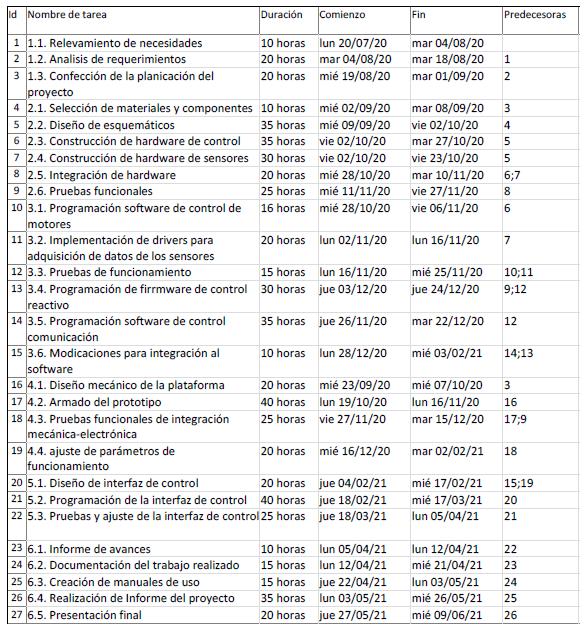 Id Nombre de tarea Duración Comienzo Fin Predecesoras
1 1.1. Relevamiento de necesidades 10 horas lun 20/07/20 mar 04/08/20
2 1.2. Analisis de requerimientos 20 horas mar 04/08/20 mar 18/08/20 1
3 1.3. Confección de la planicación del 20 horas mié 19/08/20 mar 01/09/20 2
proyecto
4 2.1. Selección de materiales y componentes 10 horas mié 02/09/20 mar 08/09/20 3
5 2.2. Diseño de esquemáticos 35 horas mié 09/09/20 vie 02/10/20 4
6 2.3. Construcción de hardware de control 35 horas vie 02/10/20 mar 27/10/20 5
7 2.4. Construcción de hardware de sensores 30 horas vie 02/10/20 vie 23/10/20 5
8 2.5. Integración de hardware 20 horas mié 28/10/20 mar 10/11/20 6;7
9 2.6. Pruebas funcionales 25 horas mié 11/11/20 vie 27/11/20 8
10 3.1. Programación software de control de 16 horas mié 28/10/20 vie 06/11/20 6
motores
11 3.2. Implementación de drivers para 20 horas lun 02/11/20 lun 16/11/20 7
adquisición de datos de los sensores
12 3.3. Pruebas de funcionamiento 15 horas lun 16/11/20 mié 25/11/20 10;11
13 3.4. Programación de firrmware de control 30 horas jue 03/12/20 jue 24/12/20 9;12
reactivo
14 3.5. Programación software de control 35 horas jue 26/11/20 mar 22/12/20 12
comunicación
15 3.6. Modicaciones para integración al 10 horas lun 28/12/20 mié 03/02/21 14;13
software
16 4.1. Diseño mecánico de la plataforma 20 horas mié 23/09/20 mié 07/10/20 3
17 4.2. Armado del prototipo 40 horas lun 19/10/20 lun 16/11/20 16
18 4.3. Pruebas funcionales de integración 25 horas vie 27/11/20 mar 15/12/20 17;9
mecánica-electrónica
19 4.4. ajuste de parámetros de 20 horas mié 16/12/20 mar 02/02/21 18
funcionamiento
20 5.1. Diseño de interfaz de control 20 horas jue 04/02/21 mié 17/02/21 15;19
21 5.2. Programación de la interfaz de control 40 horas jue 18/02/21 mié 17/03/21 20
22 5.3. Pruebas y ajuste de la interfaz de control 25 horas jue 18/03/21 lun 05/04/21 21
23 6.1. Informe de avances 10 horas lun 05/04/21 lun 12/04/21 22
24 6.2. Documentación del trabajo realizado 15 horas lun 12/04/21 mié 21/04/21 23
25 6.3. Creación de manuales de uso 15 horas jue 22/04/21 lun 03/05/21 24
26 6.4. Realización de Informe del proyecto 35 horas lun 03/05/21 mié 26/05/21 25
27 6.5. Presentación final 20 horas jue 27/05/21 mié 09/06/21 26